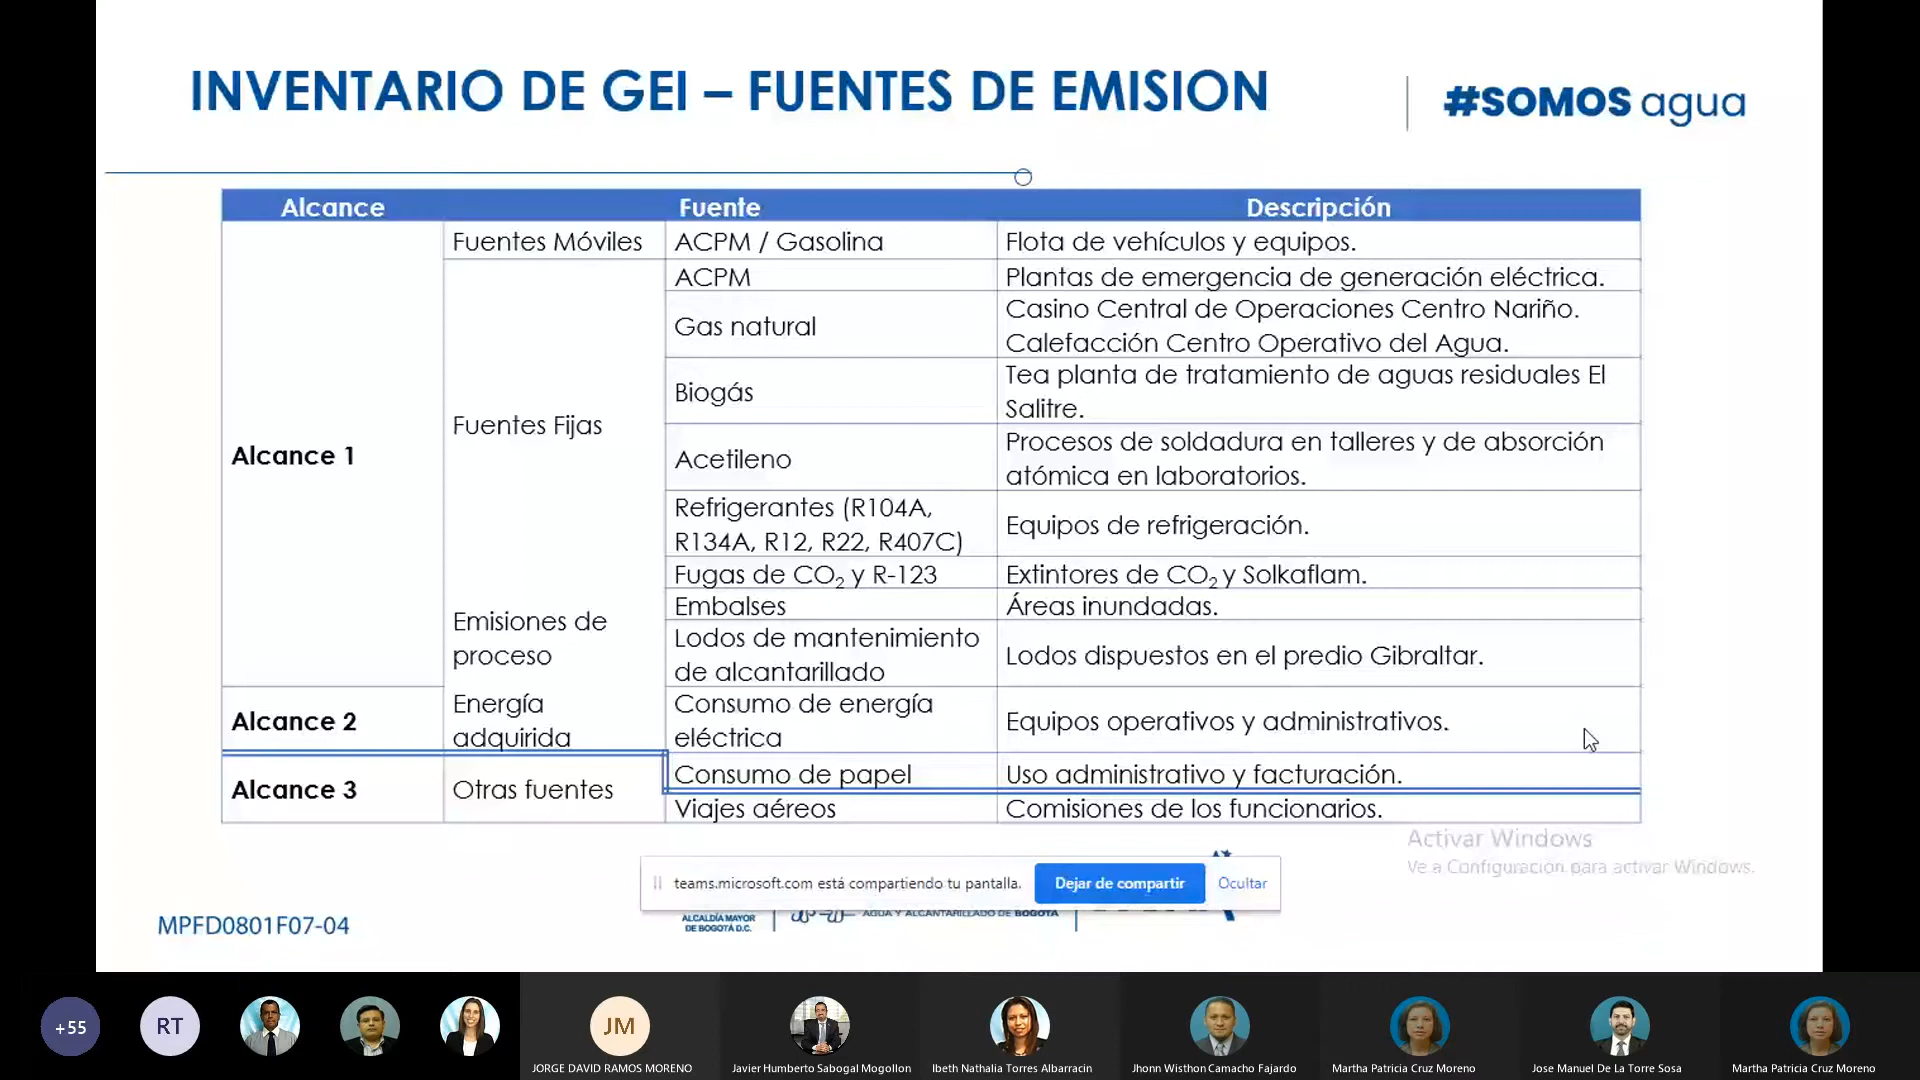 INVENTARIO DE GEI – FUENTES DE EMISION
#SOMOS agua
Alcance Fuente Descripción
Fuentes Móviles ACPM / Gasolina Flota de vehículos y equipos.
ACPM Plantas de emergencia de generación eléctrica.
Gas natural
Casino Central de Operaciones Centro Nariño.
Calefacción Centro Operativo del Agua.
Biogás
Tea planta de tratamiento de aguas residuales El
Salitre.
Fuentes Fijas
Alcance 1
Acetileno
Procesos de soldadura en talleres y de absorción
atómica en laboratorios.
Refrigerantes (R104A,
R134A, R12, R22, R407C)
Equipos de refrigeración.
Fugas de CO2 y R-123 Extintores de CO2 y Solkaflam.
Emisiones de
proceso
Embalses Áreas inundadas.
Lodos de mantenimiento
de alcantarillado
Lodos dispuestos en el predio Gibraltar.
Alcance 2
Energía
adquirida
Consumo de energía
eléctrica
Equipos operativos y administrativos.
Alcance 3
Otras fuentes
Consumo de papel Uso administrativo y facturación.
Viajes aéreos Comisiones de los funcionarios.
Activar Windows
Ve a Configuración para activar Windows.
teams.microsoft.com está compartiendo tu pantalla. Dejar de compartir Ocultar
MPFD0801F07-04
ALCALDÍA MAYOR
DE BOGOTÁ D.C.
AGUA Y ALCANTARILLADO DE BOGOTÁ
+55
RT
JM
JORGE DAVID RAMOS MORENO
Javier Humberto Sabogal Mogollon
Ibeth Nathalia Torres Albarracin
Jhonn Wisthon Camacho Fajardo
Martha Patricia Cruz Moreno
Jose Manuel De La Torre Sosa
Martha Patricia Cruz Moreno